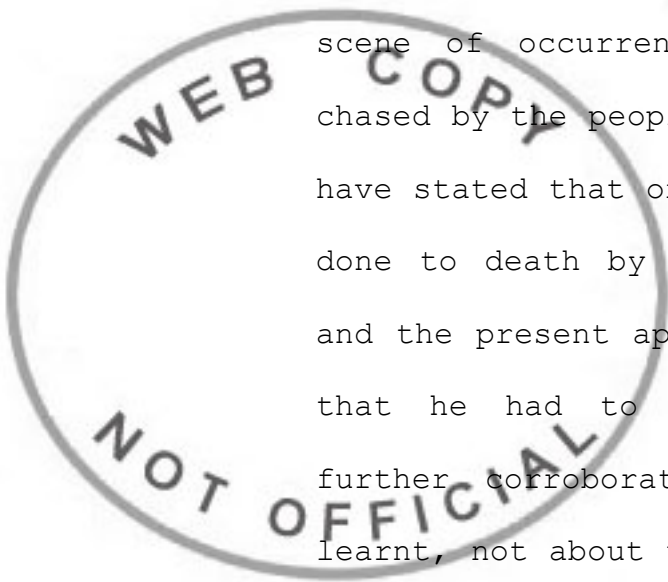 WEB COPY
scene of occurren
chased by the peop
have stated that o
done to death by
and the present ap
that he had to
further corroborat
learnt, not about
NOT OFFICIAL